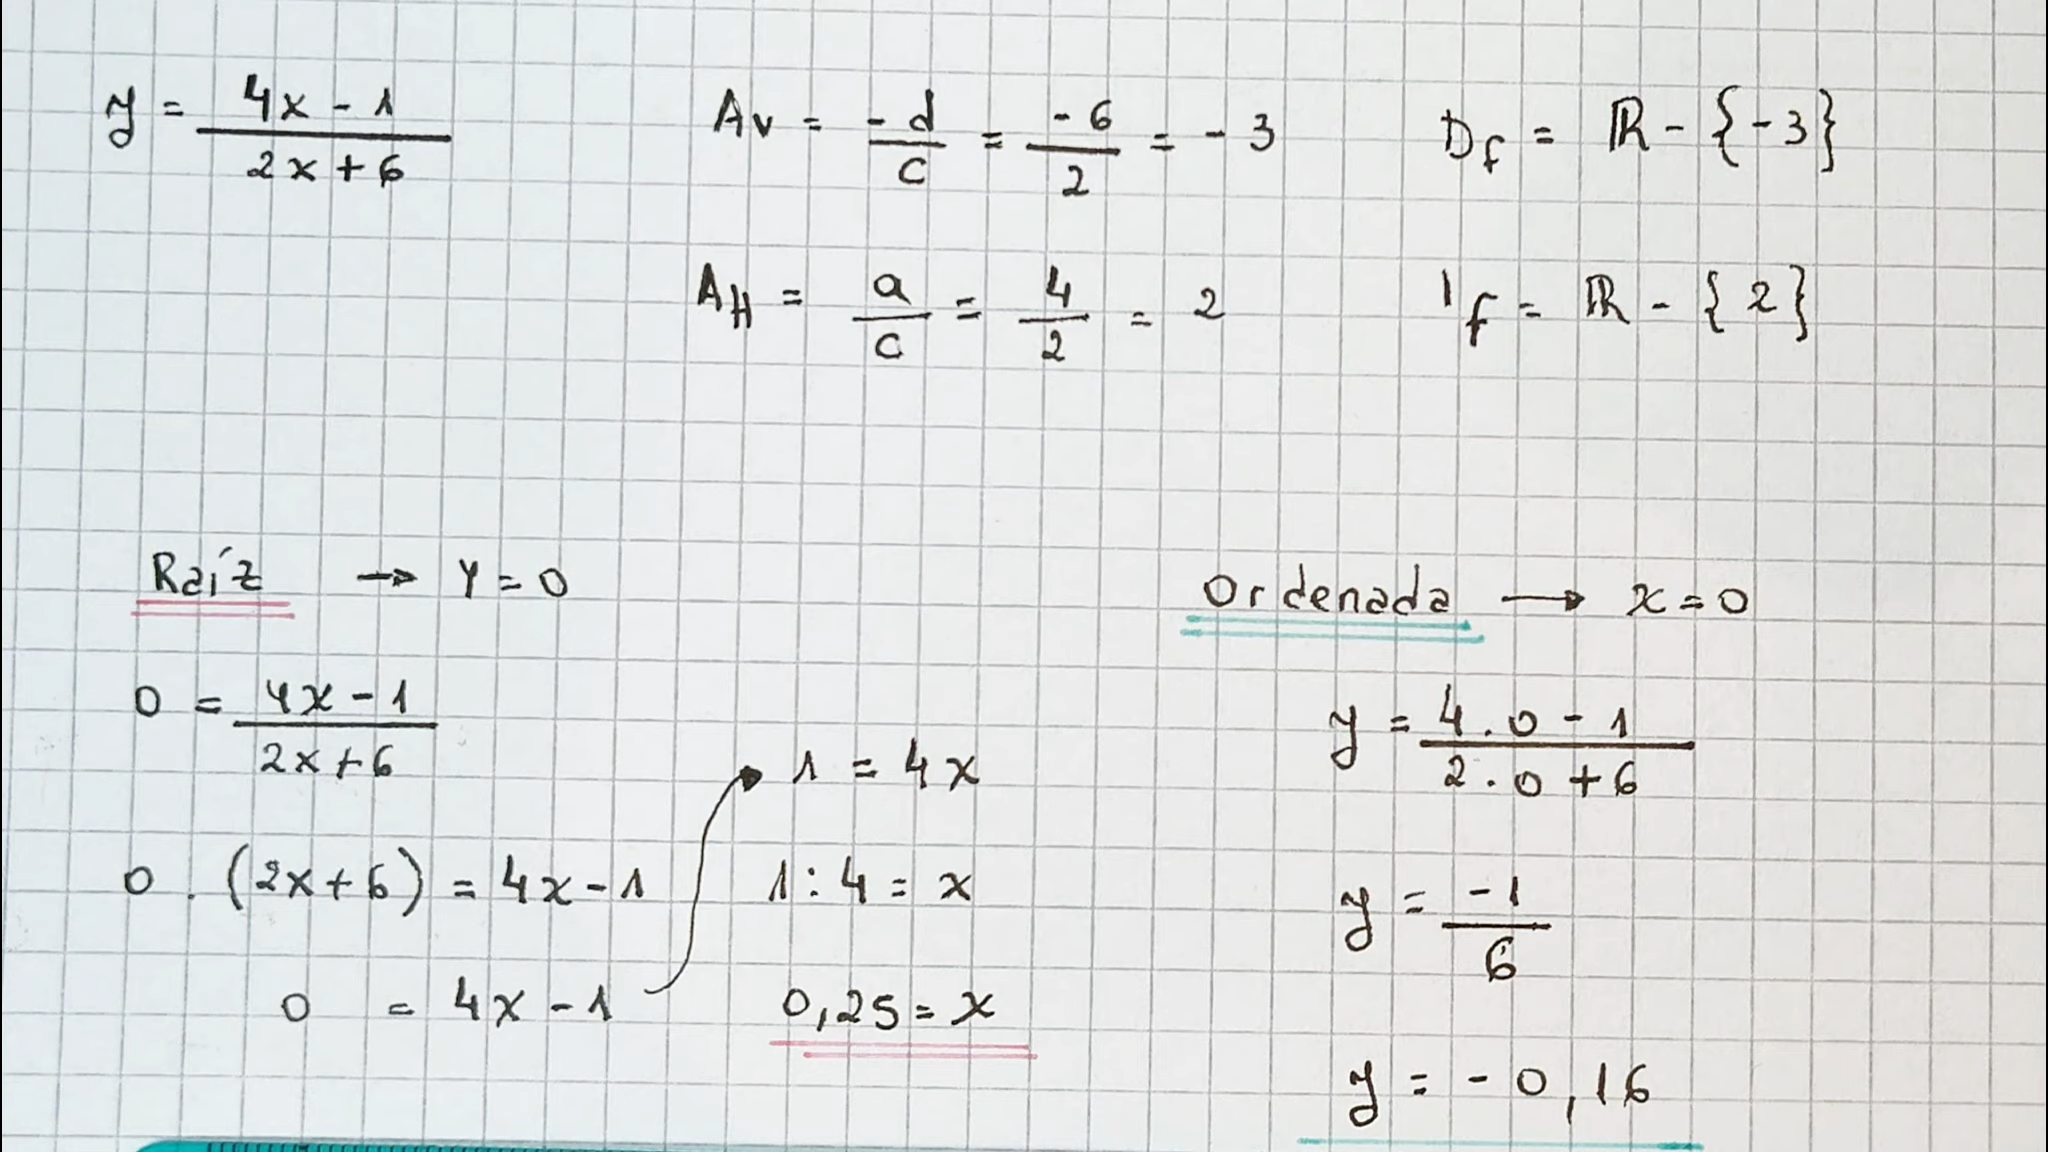 y = (4x - 1)/(2x + 6)
Av = -d/c = -6/2 = -3
Df = ℝ - {-3}
AH = a/c = 4/2 = 2
If = ℝ - {2}
Raíz → Y = 0
0 = (4x - 1)/(2x + 6)
0 . (2x + 6) = 4x - 1
0 = 4x - 1
1 = 4x
1 : 4 = x
0,25 = x
Ordenada → x = 0
y = (4 . 0 - 1)/(2 . 0 + 6)
y = -1/6
y = -0,16